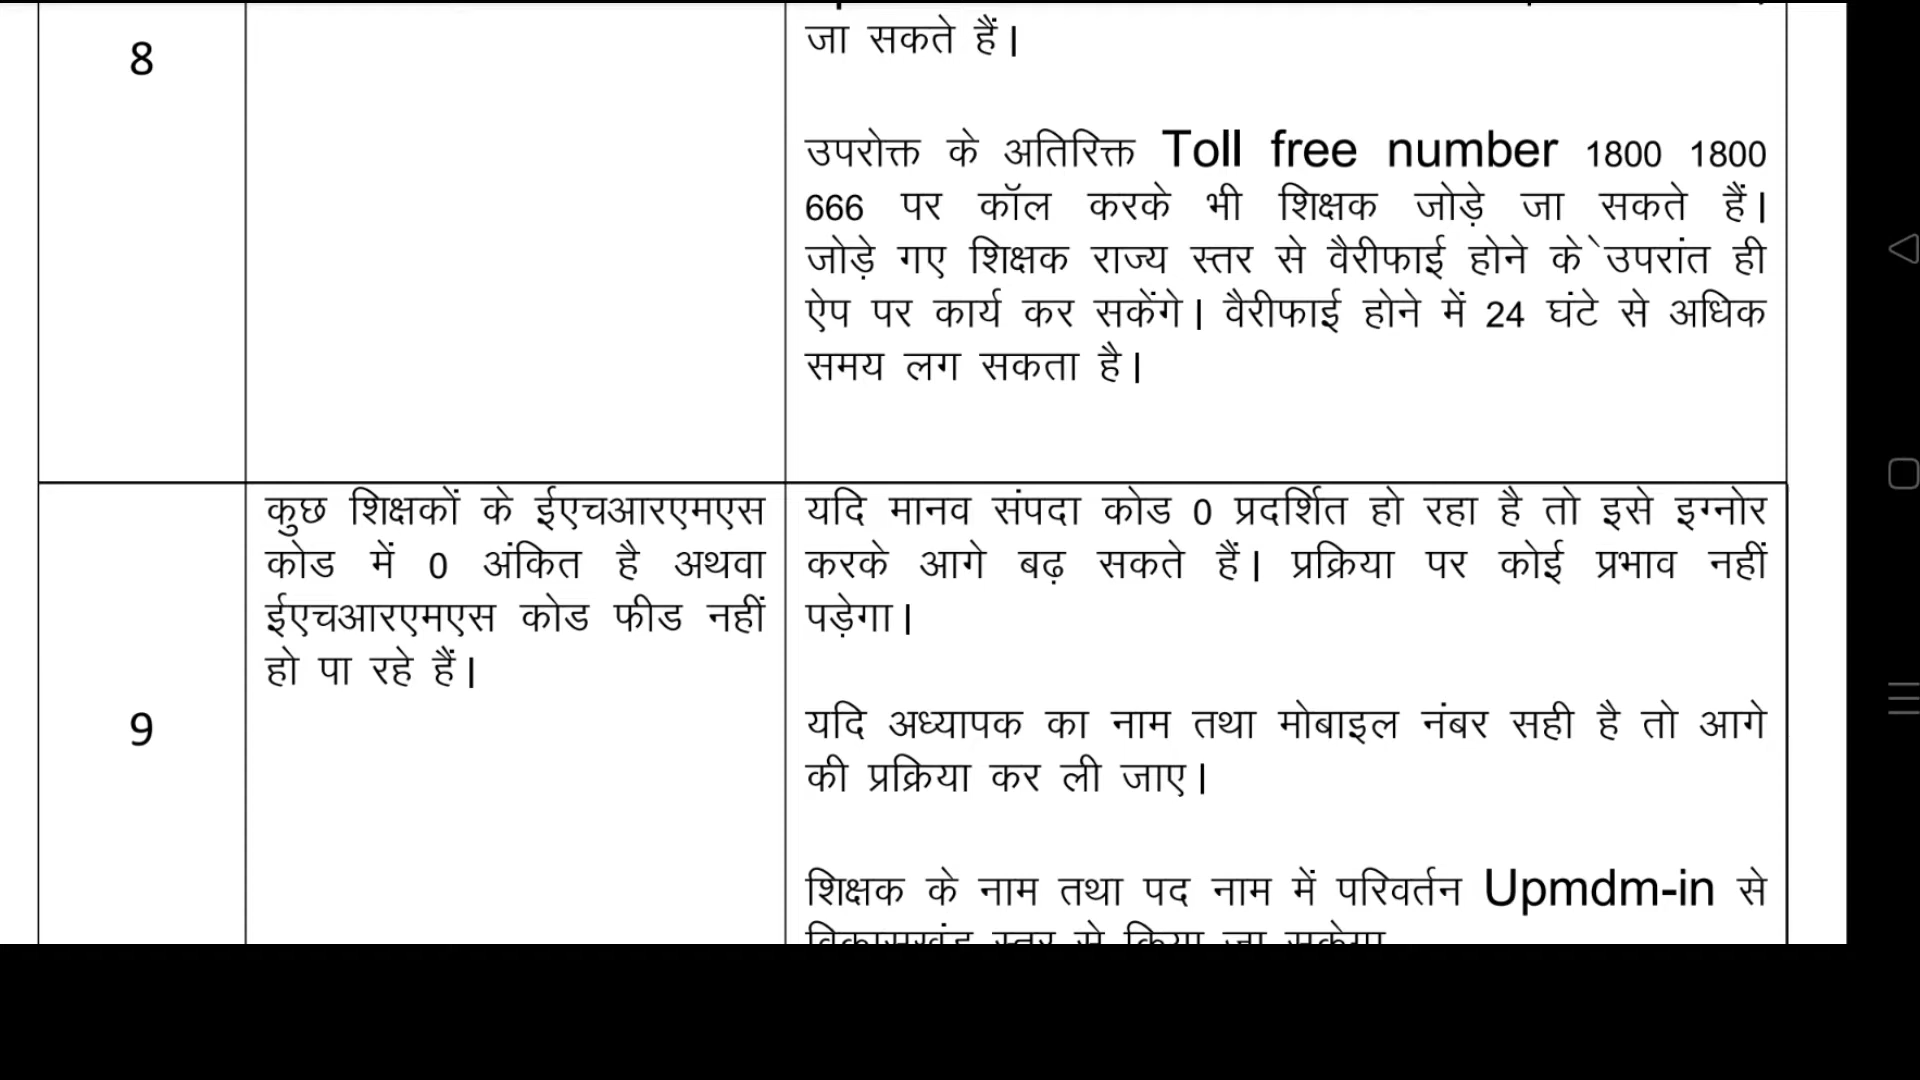 जा सकते हैं।
8
उपरोक्त के अतिरिक्त Toll free number 1800 1800
666 पर कॉल करके भी शिक्षक जोड़े जा सकते हैं।
जोड़े गए शिक्षक राज्य स्तर से वैरीफाई होने के`उपरांत ही
ऐप पर कार्य कर सकेंगे। वैरीफाई होने में 24 घंटे से अधिक
समय लग सकता है।
9
कुछ शिक्षकों के ईएचआरएमएस
कोड में 0 अंकित है अथवा
ईएचआरएमएस कोड फीड नहीं
हो पा रहे हैं।
यदि मानव संपदा कोड 0 प्रदर्शित हो रहा है तो इसे इग्नोर
करके आगे बढ़ सकते हैं। प्रक्रिया पर कोई प्रभाव नहीं
पड़ेगा।
यदि अध्यापक का नाम तथा मोबाइल नंबर सही है तो आगे
की प्रक्रिया कर ली जाए।
शिक्षक के नाम तथा पद नाम में परिवर्तन Upmdm-in से
विकासखंड स्तर से किया जा सकेगा